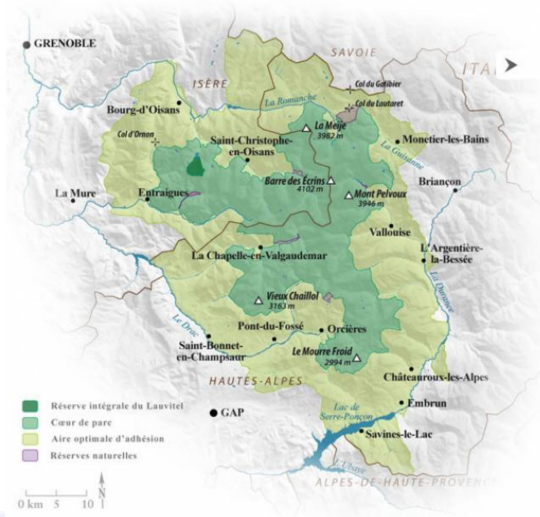 GRENOBLE
SAVOIE
ITA
ISÈRE
Col du Galibier
Bourg-d'Oisans
La Romanche
Col du Lautaret
La Meije
3982 m
Col d'Ornon
Saint-Christophe-
en-Oisans
Monetier-les-Bains
La Guisanne
Barre des Ecrins
4102 m
Briançon
La Mure
Entraigues
Mont Pelvoux
3946 m
Vallouise
La Chapelle-en-Valgaudemar
L'Argentière-
la-Bessée
La Durance
Vieux Chaillol
3163 m
Le Drac
Pont-du-Fossé
Orcières
Saint-Bonnet-
en-Champsaur
Le Mourre Froid
2994 m
HAUTES-ALPES
Châteauroux-les-Alpes
Réserve intégrale du Lauvitel
Cœur de parc
Aire optimale d'adhésion
Réserves naturelles
GAP
Embrun
Lac de
Serre-Ponçon
Savines-le-Lac
L'Ubaye
ALPES-DE-HAUTE-PROVENCE
N
0 km 5 10